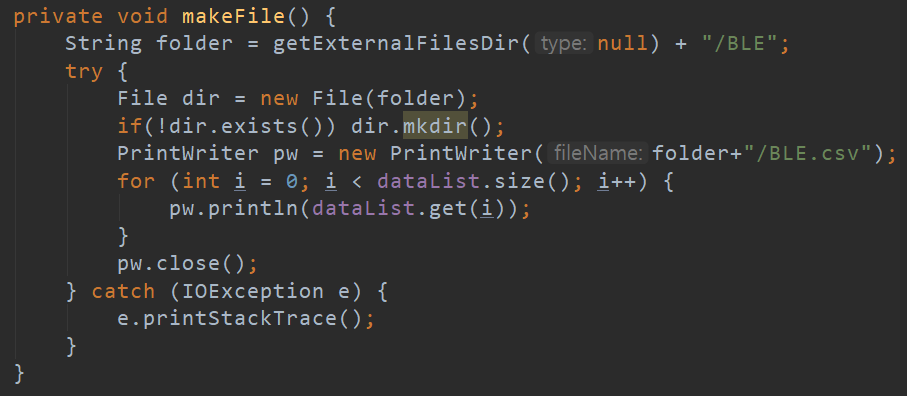 private void makeFile() {
String folder = getExternalFilesDir( type: null) + "/BLE";
try {
File dir = new File(folder);
if(!dir.exists()) dir.mkdir();
PrintWriter pw = new PrintWriter( fileName: folder+"/BLE.csv");
for (int i = 0; i < dataList.size(); i++) {
pw.println(dataList.get(i));
}
pw.close();
} catch (IOException e) {
e.printStackTrace();
}
}